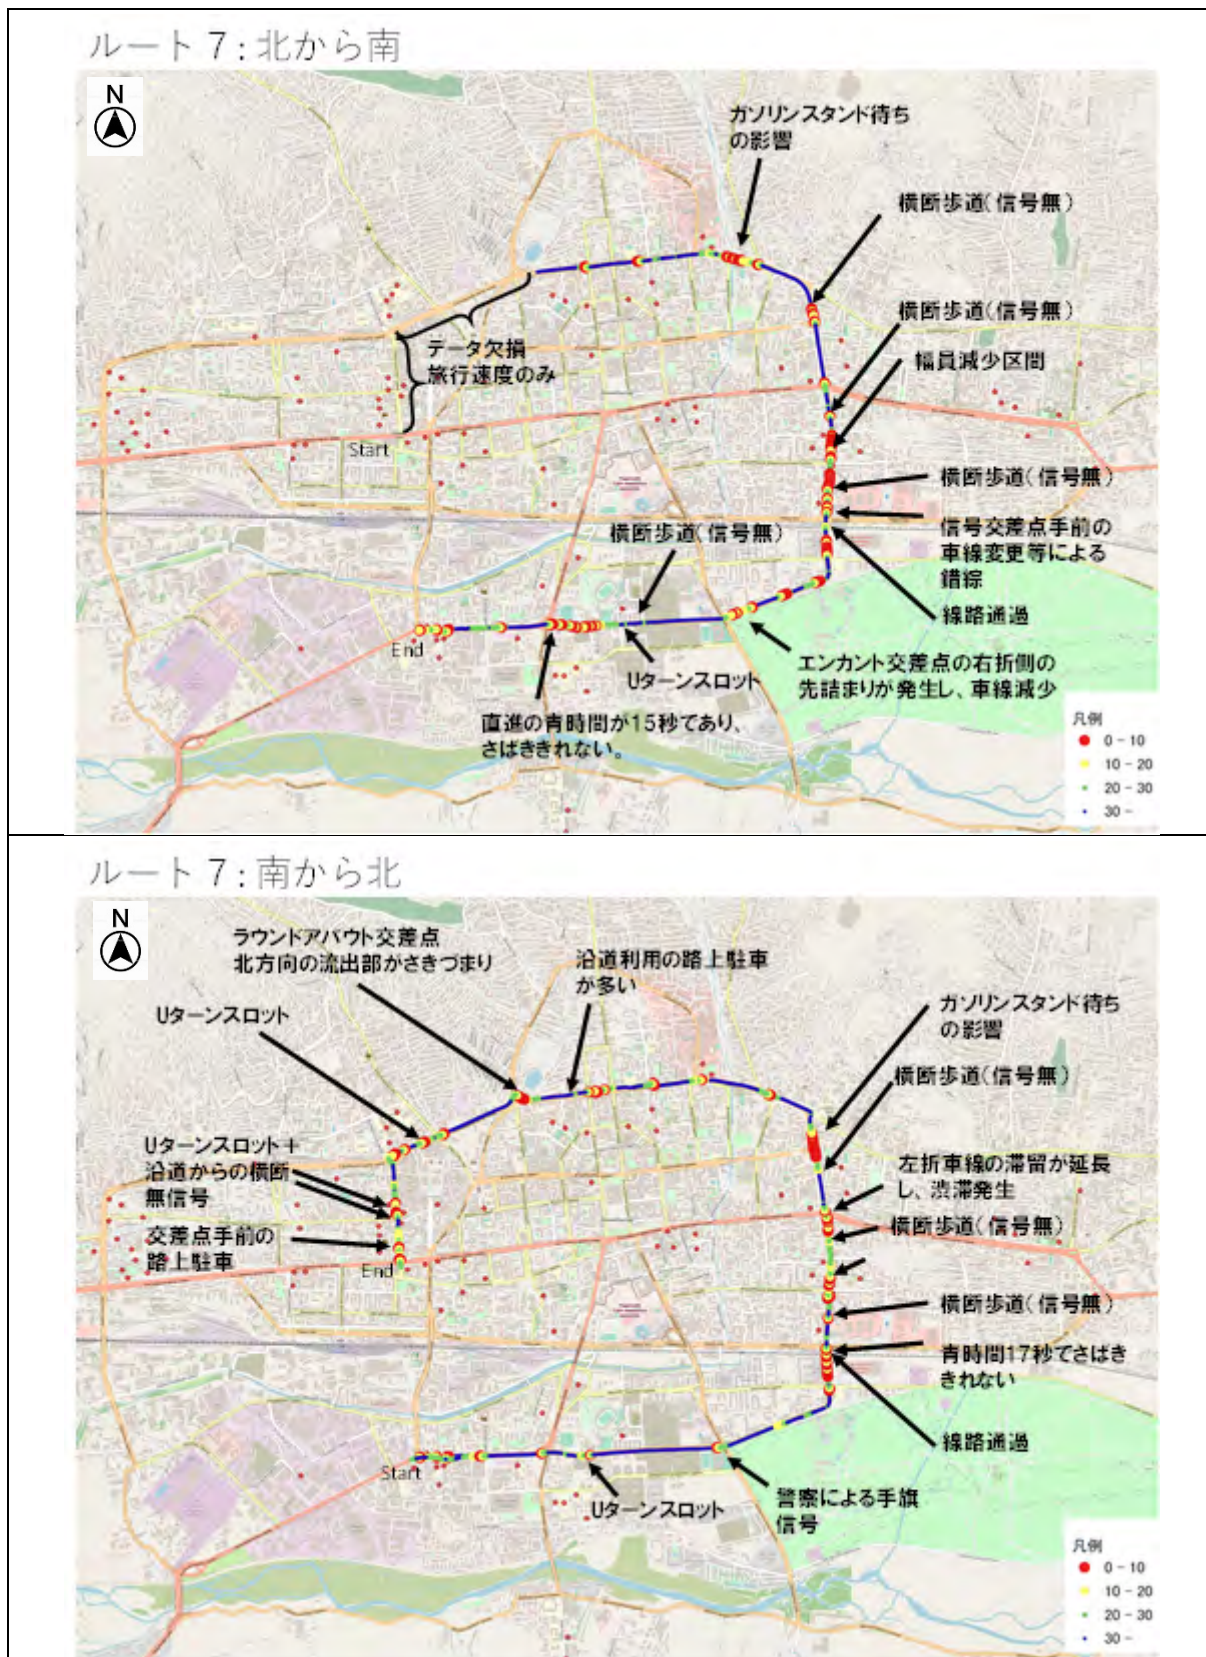 ルート 7：北から南
N
ガソリンスタンド待ち
の影響
横断歩道（信号無）
横断歩道（信号無）
幅員減少区間
データ欠損
旅行速度のみ
Start
横断歩道（信号無）
横断歩道（信号無）
信号交差点手前の
車線変更等による
錯綜
線路通過
End
Uターンスロット
エンカント交差点の右折側の
先詰まりが発生し、車線減少
直進の青時間が15秒であり、
さばききれない。
凡例
0 - 10
10 - 20
20 - 30
30 -
ルート 7：南から北
N
ラウンドアバウト交差点
北方向の流出部がさきづまり
沿道利用の路上駐車
が多い
Uターンスロット
ガソリンスタンド待ち
の影響
横断歩道（信号無）
Uターンスロット＋
沿道からの横断
無信号
左折車線の滞留が延長
し、渋滞発生
横断歩道（信号無）
交差点手前の
路上駐車
End
横断歩道（信号無）
青時間17秒でさばき
きれない
線路通過
Start
Uターンスロット
警察による手旗
信号
凡例
0 - 10
10 - 20
20 - 30
30 -